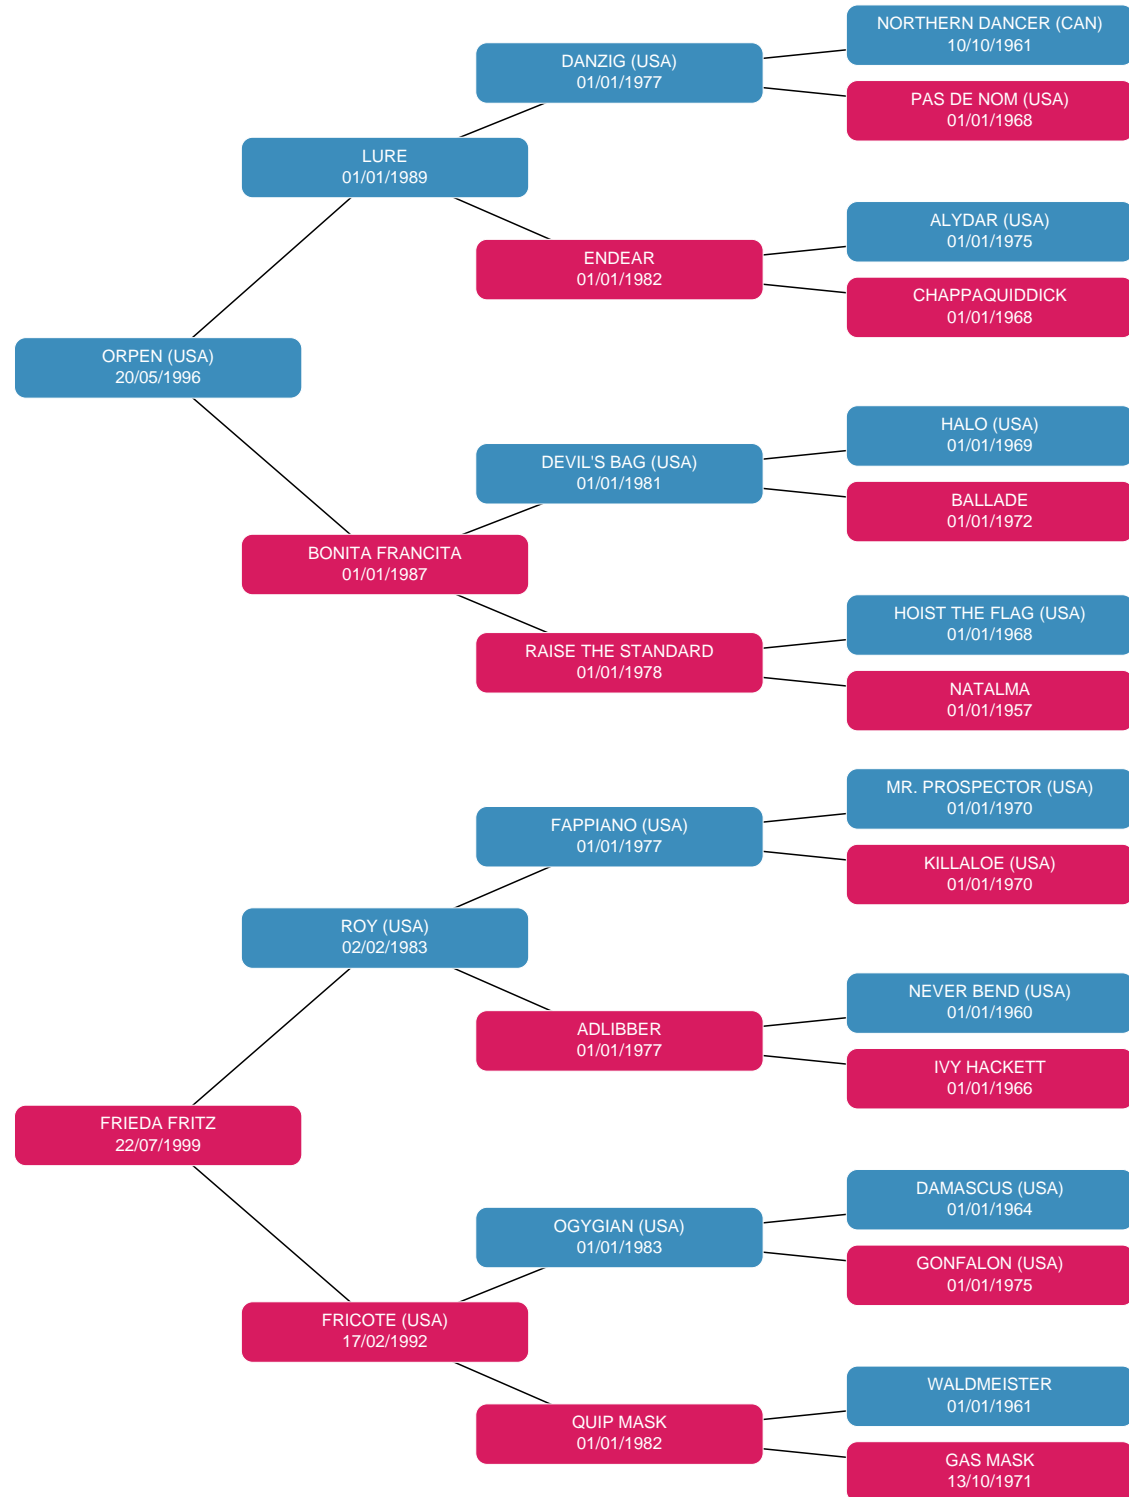 NORTHERN DANCER (CAN)
10/10/1961
DANZIG (USA)
01/01/1977
PAS DE NOM (USA)
01/01/1968
LURE
01/01/1989
ALYDAR (USA)
01/01/1975
ENDEAR
01/01/1982
CHAPPAQUIDDICK
01/01/1968
ORPEN (USA)
20/05/1996
HALO (USA)
01/01/1969
DEVIL'S BAG (USA)
01/01/1981
BALLADE
01/01/1972
BONITA FRANCITA
01/01/1987
HOIST THE FLAG (USA)
01/01/1968
RAISE THE STANDARD
01/01/1978
NATALMA
01/01/1957
MR. PROSPECTOR (USA)
01/01/1970
FAPPIANO (USA)
01/01/1977
KILLALOE (USA)
01/01/1970
ROY (USA)
02/02/1983
NEVER BEND (USA)
01/01/1960
ADLIBBER
01/01/1977
IVY HACKETT
01/01/1966
FRIEDA FRITZ
22/07/1999
DAMASCUS (USA)
01/01/1964
OGYGIAN (USA)
01/01/1983
GONFALON (USA)
01/01/1975
FRICOTE (USA)
17/02/1992
WALDMEISTER
01/01/1961
QUIP MASK
01/01/1982
GAS MASK
13/10/1971